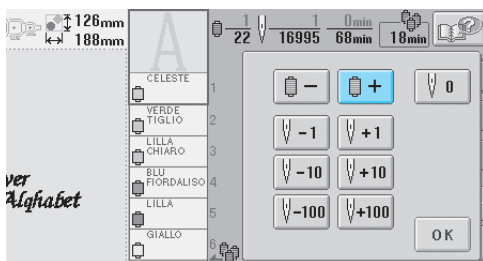 126mm
188mm
1
22
1
16995
0min
68min
18min
?
A
CELESTE
1
VERDE
TIGLIO
2
LILLA
CHIARO
3
BLU
FIORDALISO
4
LILLA
5
GIALLO
6
ver
Alghabet
−
+
0
−1
+1
−10
+10
−100
+100
OK